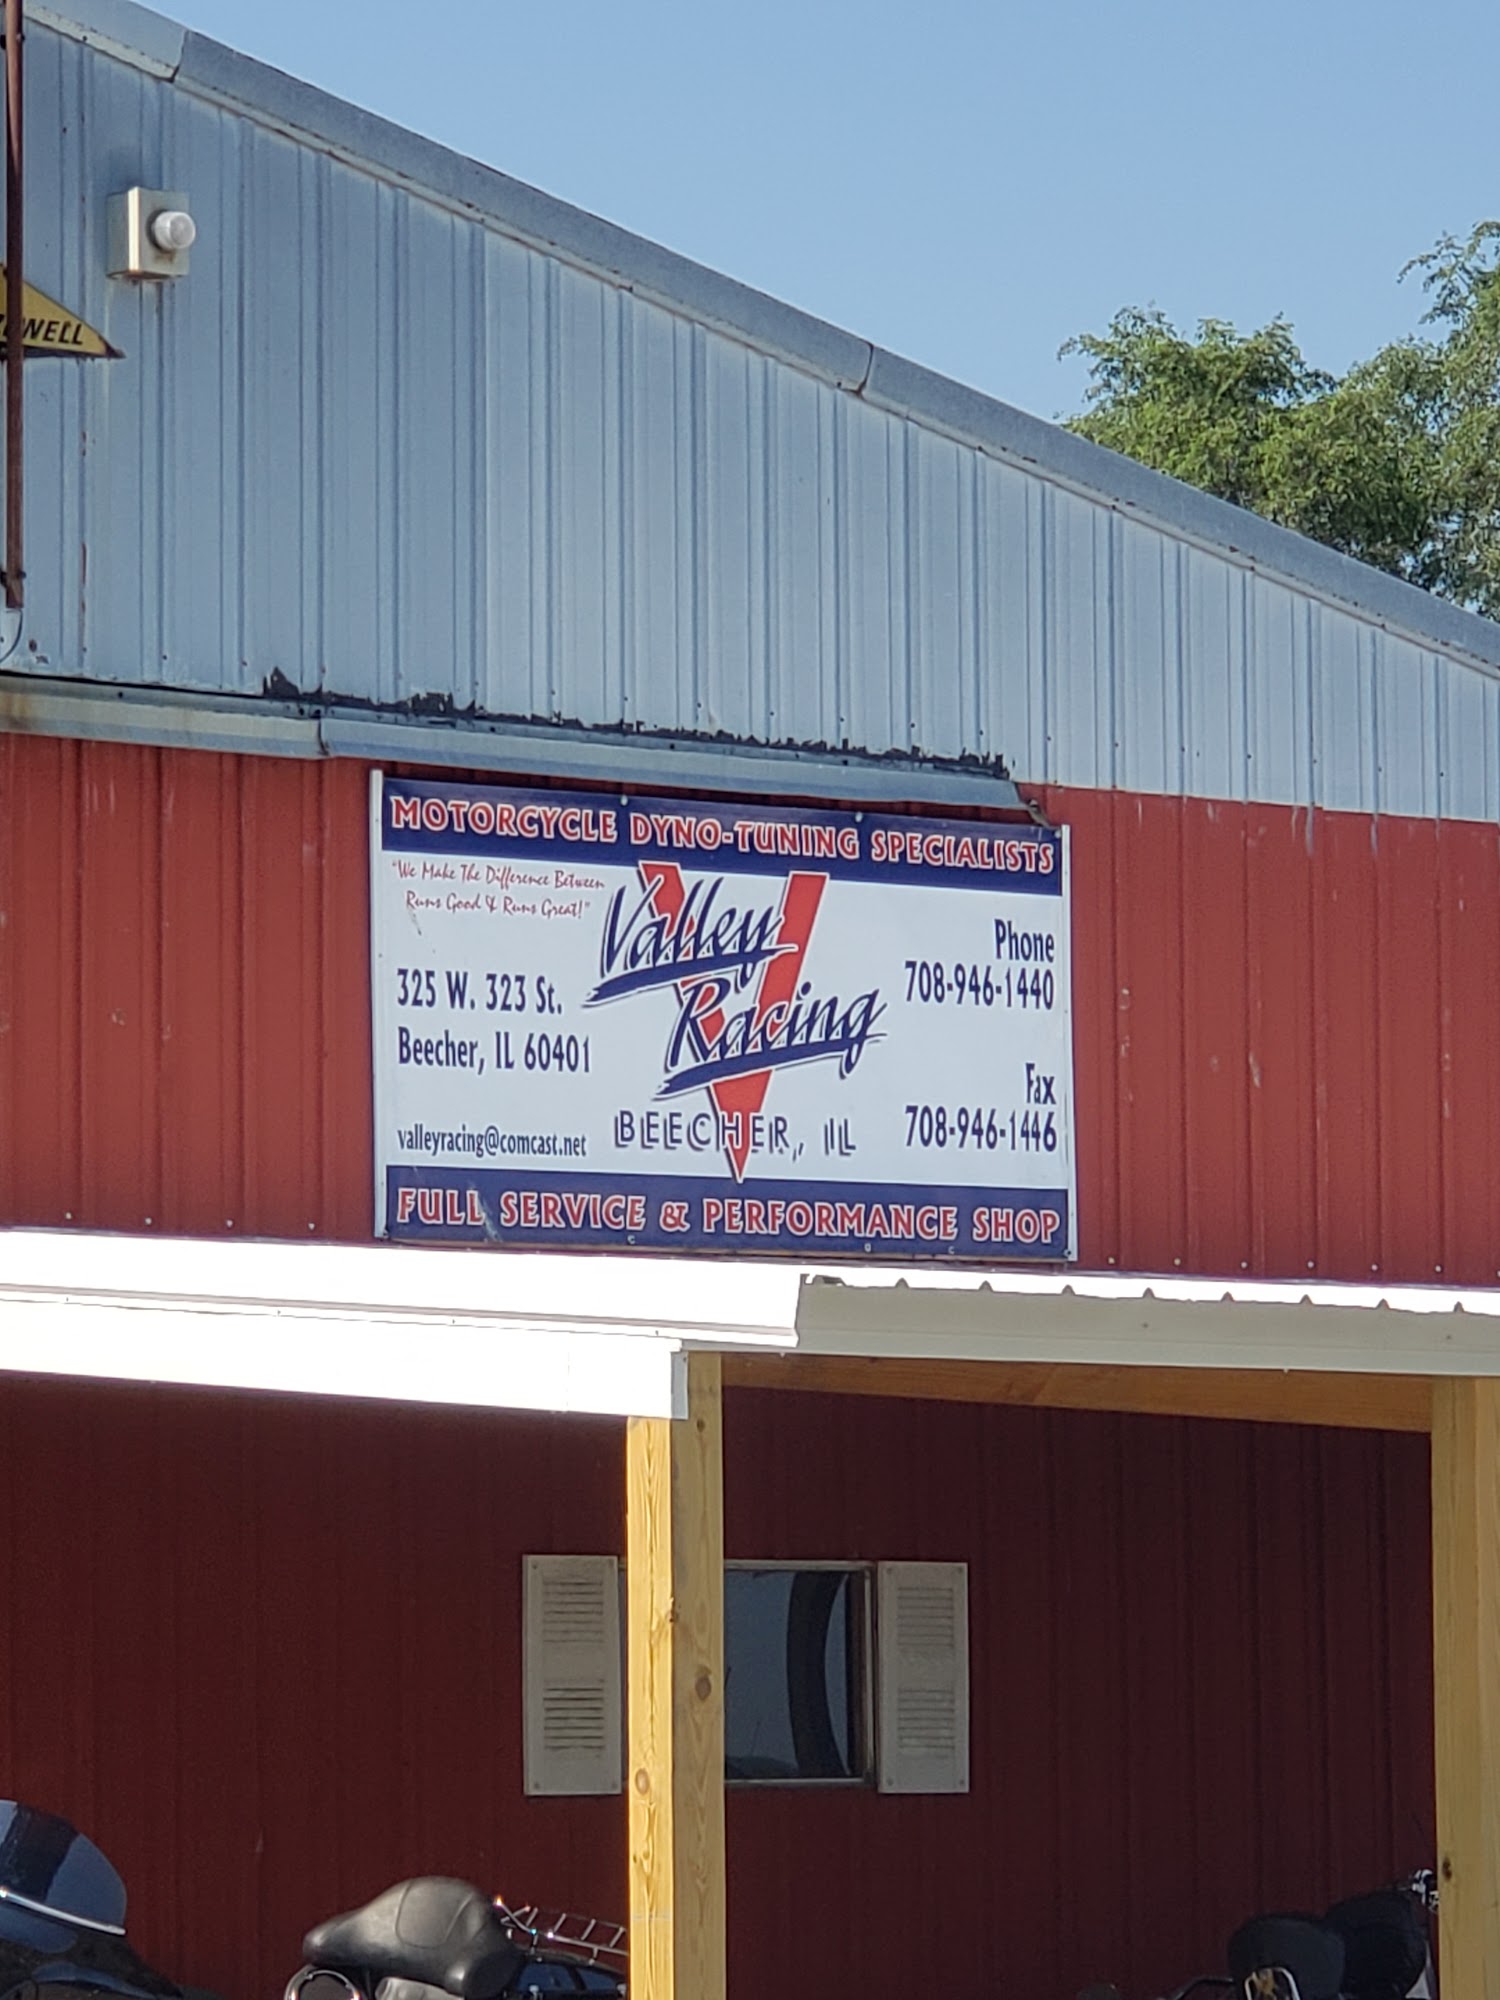 MOTORCYCLE DYNO-TUNING SPECIALISTS
"We Make The Difference Between
Runs Good & Runs Great!"
Valley
Racing
BEECHER, IL
325 W. 323 St.
Beecher, IL 60401
valleyracing@comcast.net
Phone
708-946-1440
Fax
708-946-1446
FULL SERVICE & PERFORMANCE SHOP